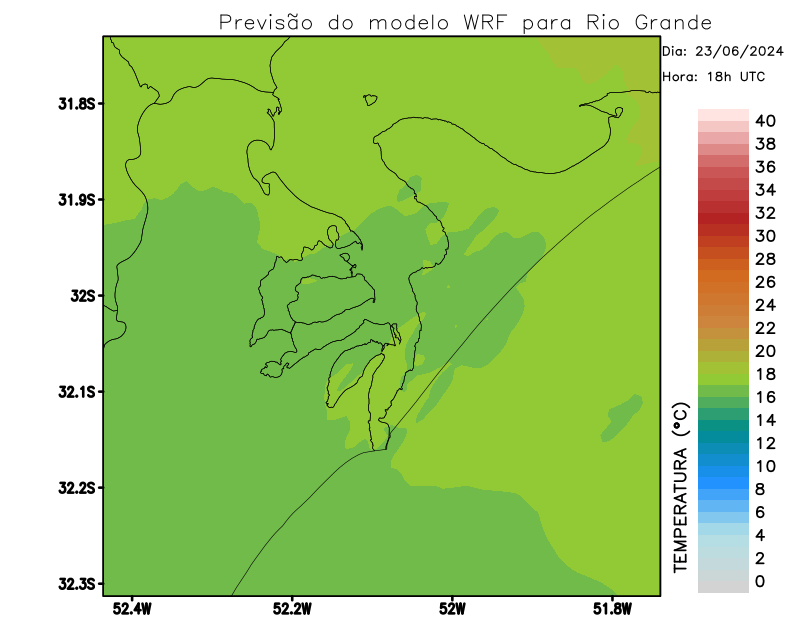 Previsão do modelo WRF para Rio Grande
Dia: 23/06/2024
Hora: 18h UTC
31.8S
31.9S
32S
32.1S
32.2S
32.3S
52.4W
52.2W
52W
51.8W
40
38
36
34
32
30
28
26
24
22
20
18
16
14
12
10
8
6
4
2
0
TEMPERATURA (°C)